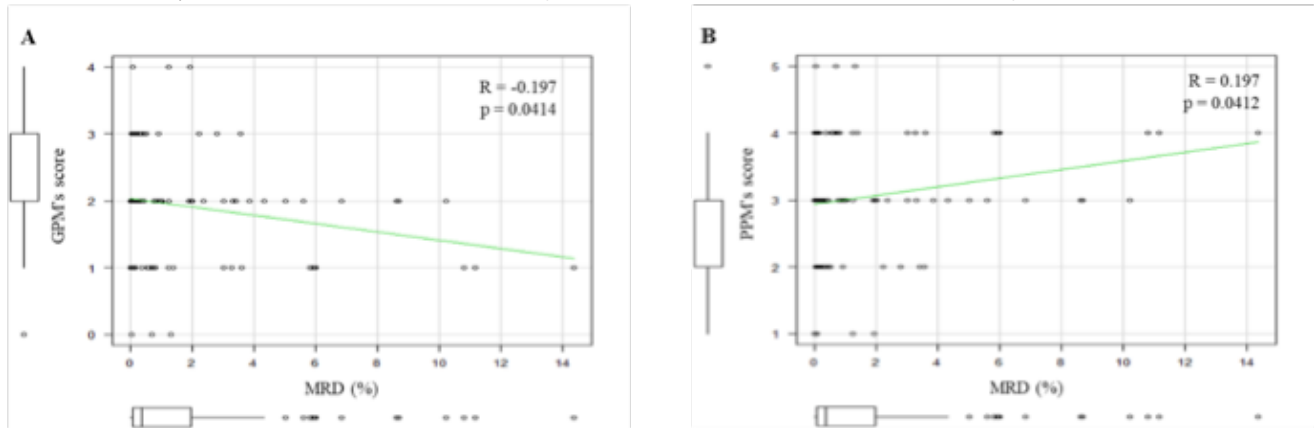 A
R = -0.197
p = 0.0414
GPM's score
4
3
2
1
0
0 2 4 6 8 10 12 14
MRD (%)
B
R = 0.197
p = 0.0412
PPM's score
5
4
3
2
1
0 2 4 6 8 10 12 14
MRD (%)